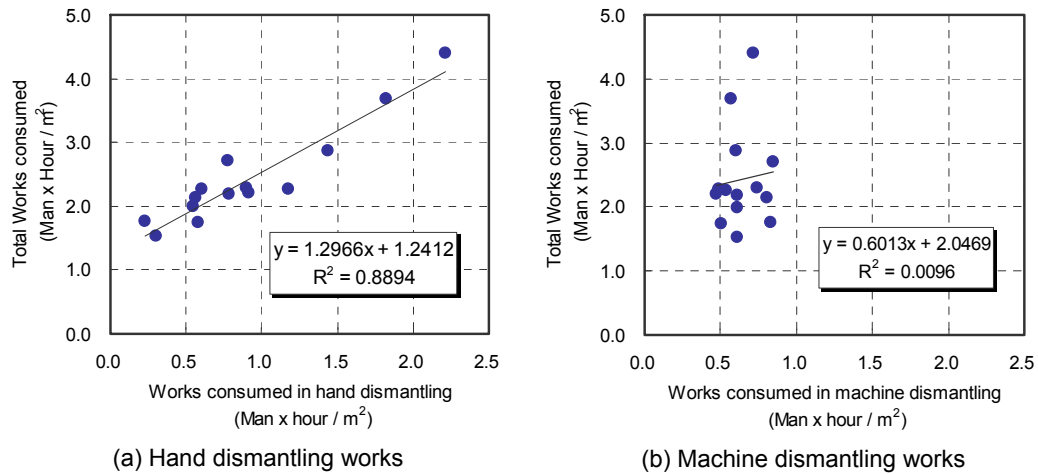 5.0
4.0
3.0
2.0
1.0
0.0
Total Works consumed
(Man x Hour / m²)
y = 1.2966x + 1.2412
R² = 0.8894
0.0 0.5 1.0 1.5 2.0 2.5
Works consumed in hand dismantling
(Man x hour / m²)
(a) Hand dismantling works
5.0
4.0
3.0
2.0
1.0
0.0
Total Works consumed
(Man x Hour / m²)
y = 0.6013x + 2.0469
R² = 0.0096
0.0 0.5 1.0 1.5 2.0 2.5
Works consumed in machine dismantling
(Man x hour / m²)
(b) Machine dismantling works